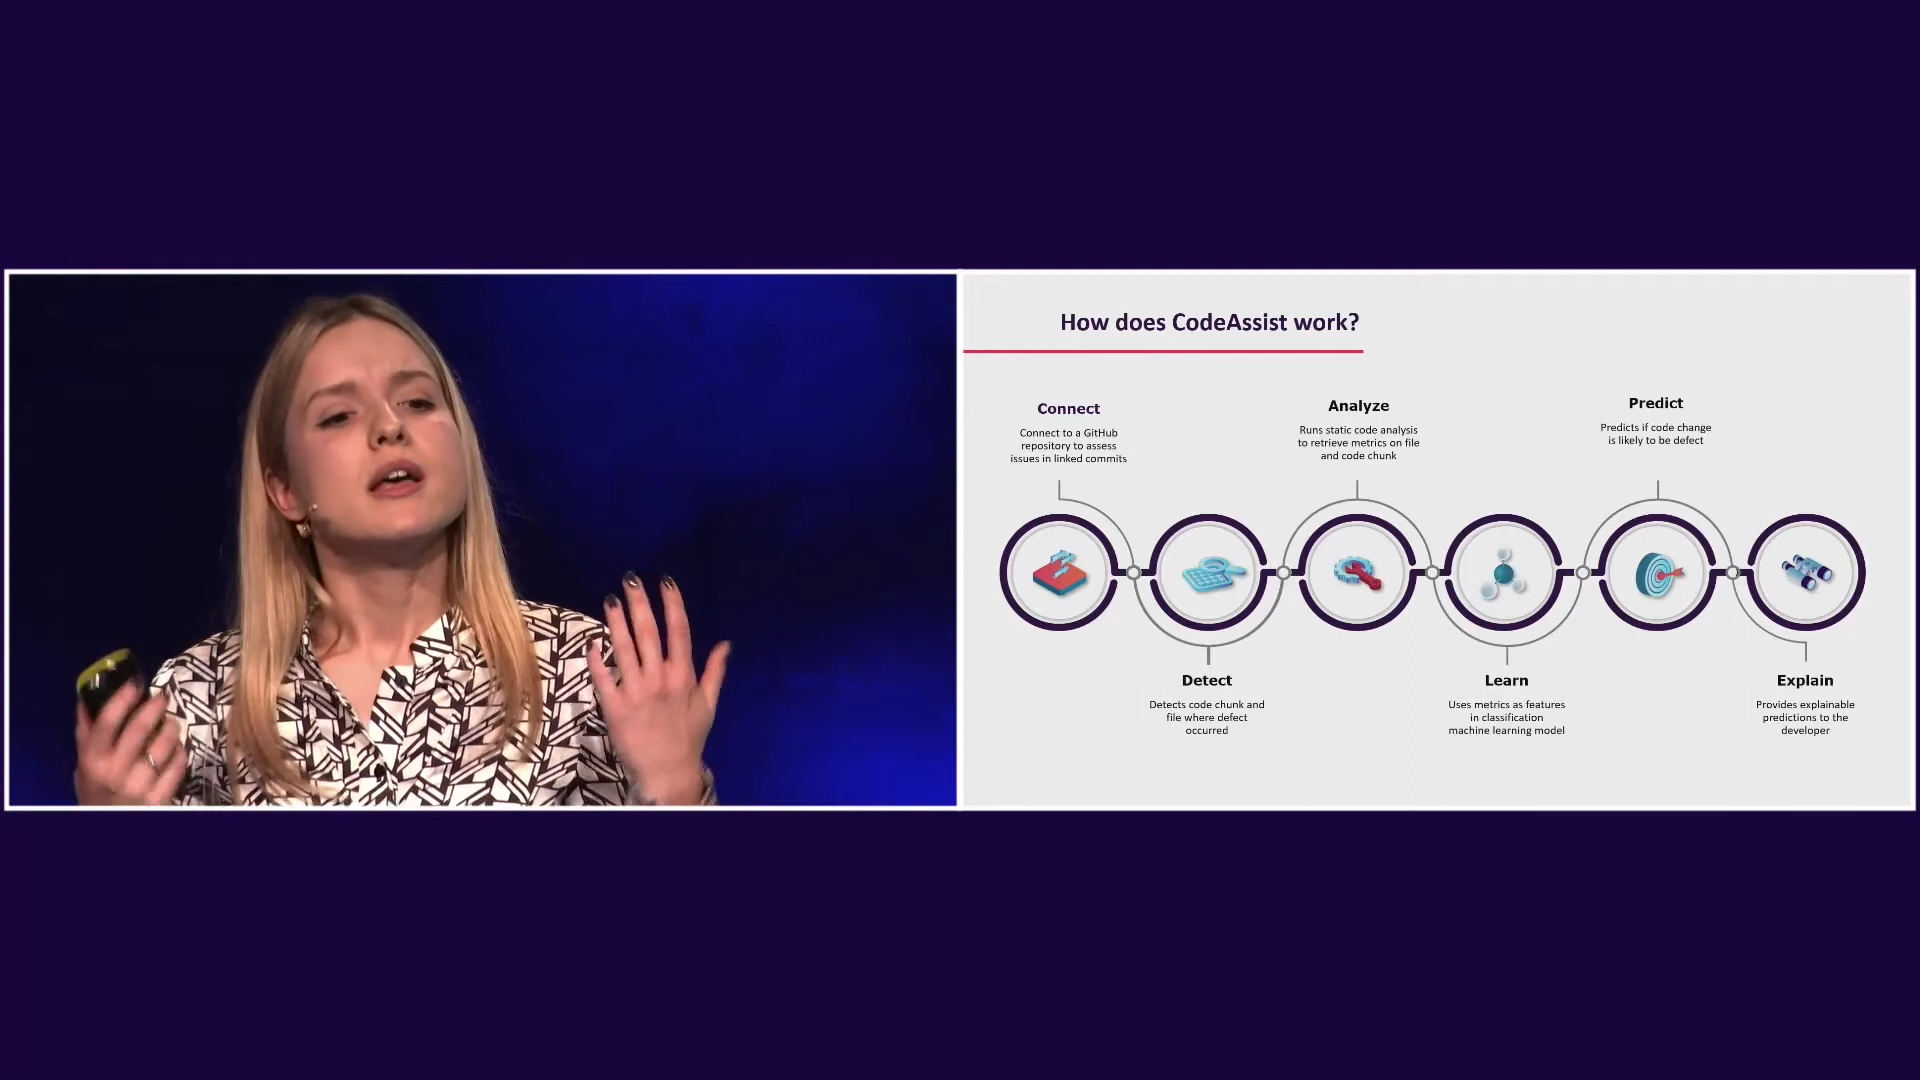 How does CodeAssist work?
Connect
Connect to a GitHub
repository to assess
issues in linked commits
Analyze
Runs static code analysis
to retrieve metrics on file
and code chunk
Predict
Predicts if code change
is likely to be defect
Detect
Detects code chunk and
file where defect
occurred
Learn
Uses metrics as features
in classification
machine learning model
Explain
Provides explainable
predictions to the
developer